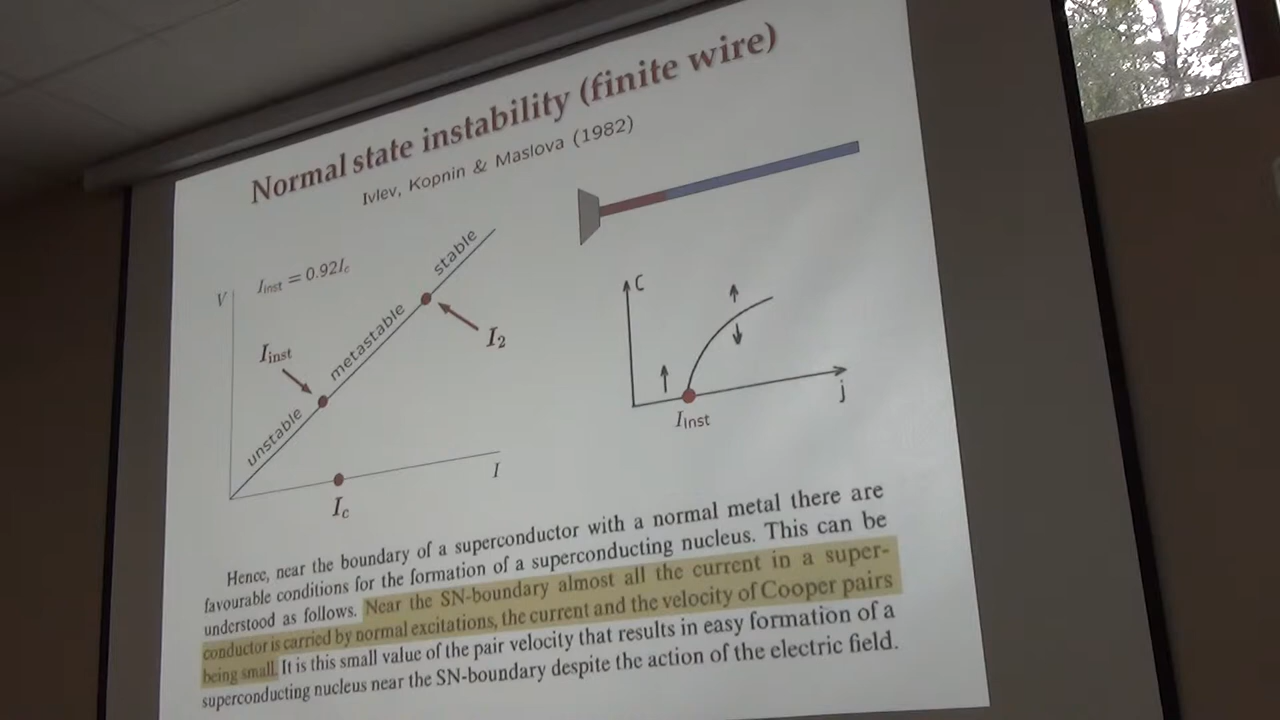 Normal state instability (finite wire)
Ivlev, Kopnin & Maslova (1982)
V
I_inst = 0.92I_c
stable
metastable
unstable
I_inst
I_2
I
I_c
C
j
I_inst
Hence, near the boundary of a superconductor with a normal metal there are
favourable conditions for the formation of a superconducting nucleus. This can be
understood as follows. Near the SN-boundary almost all the current in a super-
conductor is carried by normal excitations, the current and the velocity of Cooper pairs
being small. It is this small value of the pair velocity that results in easy formation of a
superconducting nucleus near the SN-boundary despite the action of the electric field.